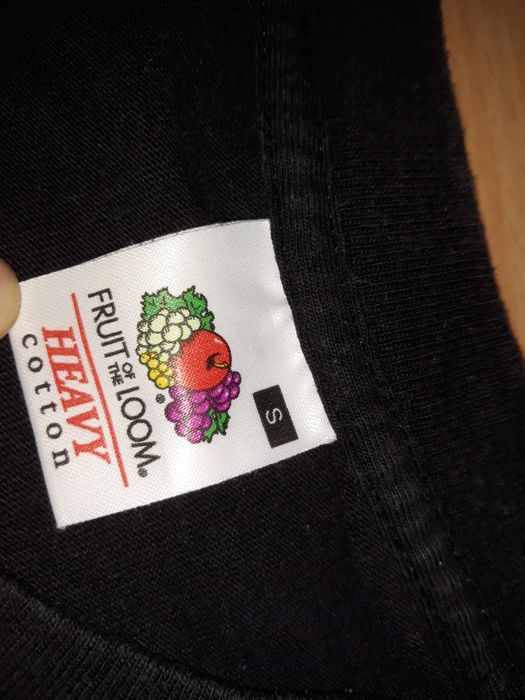 S
FRUIT OF THE LOOM®
HEAVY
cotton